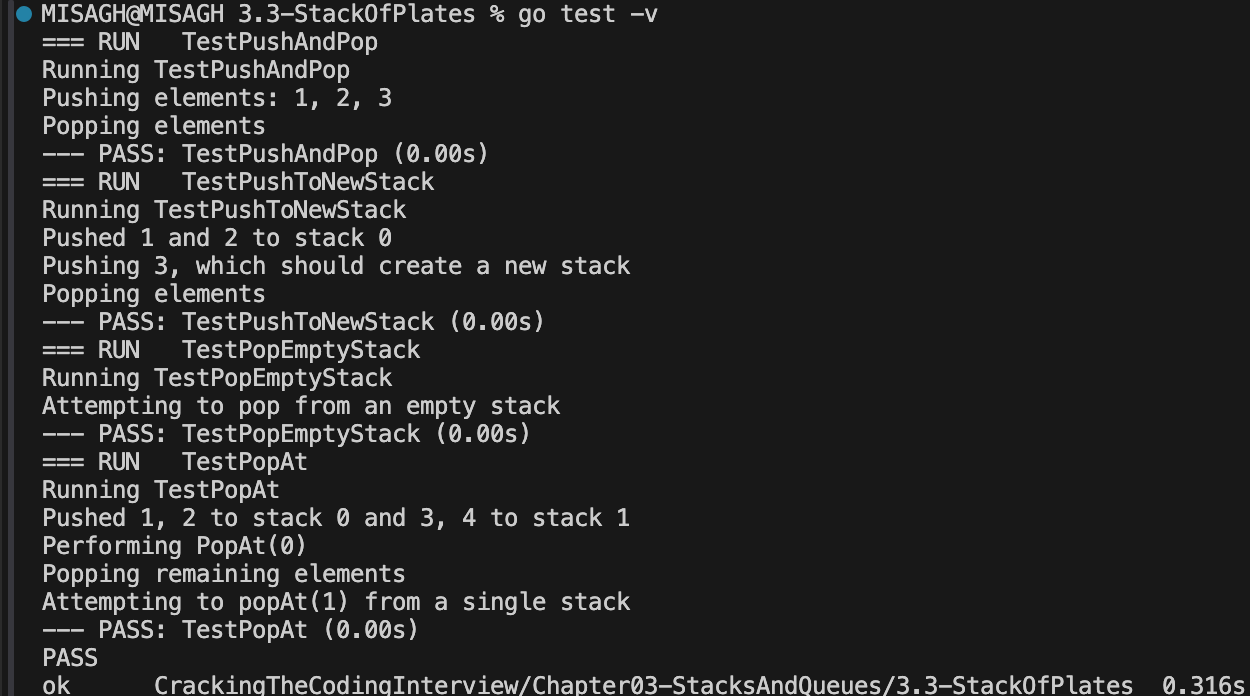 MISAGH@MISAGH 3.3-StackOfPlates % go test -v
=== RUN   TestPushAndPop
Running TestPushAndPop
Pushing elements: 1, 2, 3
Popping elements
--- PASS: TestPushAndPop (0.00s)
=== RUN   TestPushToNewStack
Running TestPushToNewStack
Pushed 1 and 2 to stack 0
Pushing 3, which should create a new stack
Popping elements
--- PASS: TestPushToNewStack (0.00s)
=== RUN   TestPopEmptyStack
Running TestPopEmptyStack
Attempting to pop from an empty stack
--- PASS: TestPopEmptyStack (0.00s)
=== RUN   TestPopAt
Running TestPopAt
Pushed 1, 2 to stack 0 and 3, 4 to stack 1
Performing PopAt(0)
Popping remaining elements
Attempting to popAt(1) from a single stack
--- PASS: TestPopAt (0.00s)
PASS
ok      CrackingTheCodingInterview/Chapter03-StacksAndQueues/3.3-StackOfPlates  0.316s